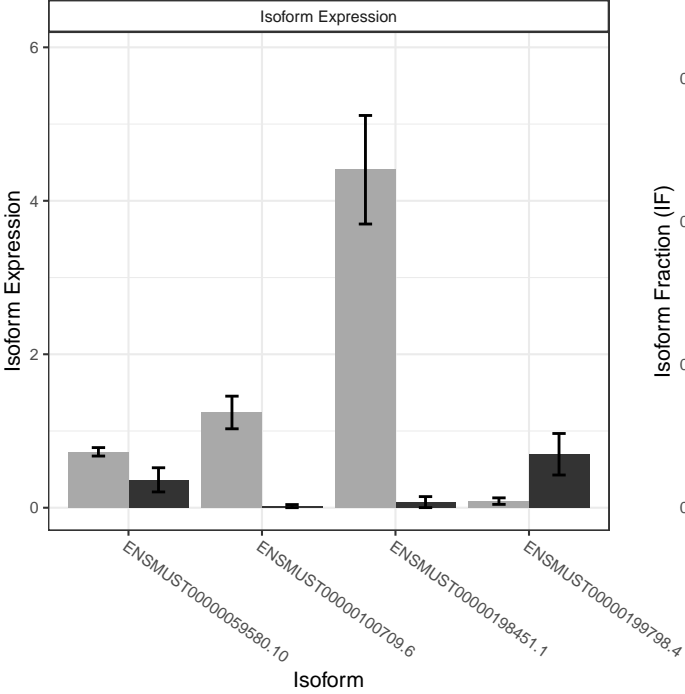 Isoform Expression
6
4
2
0
Isoform Expression
ENSMUST00000059580.10
ENSMUST00000100709.6
ENSMUST00000198451.1
ENSMUST00000199798.4
Isoform
Isoform Fraction (IF)